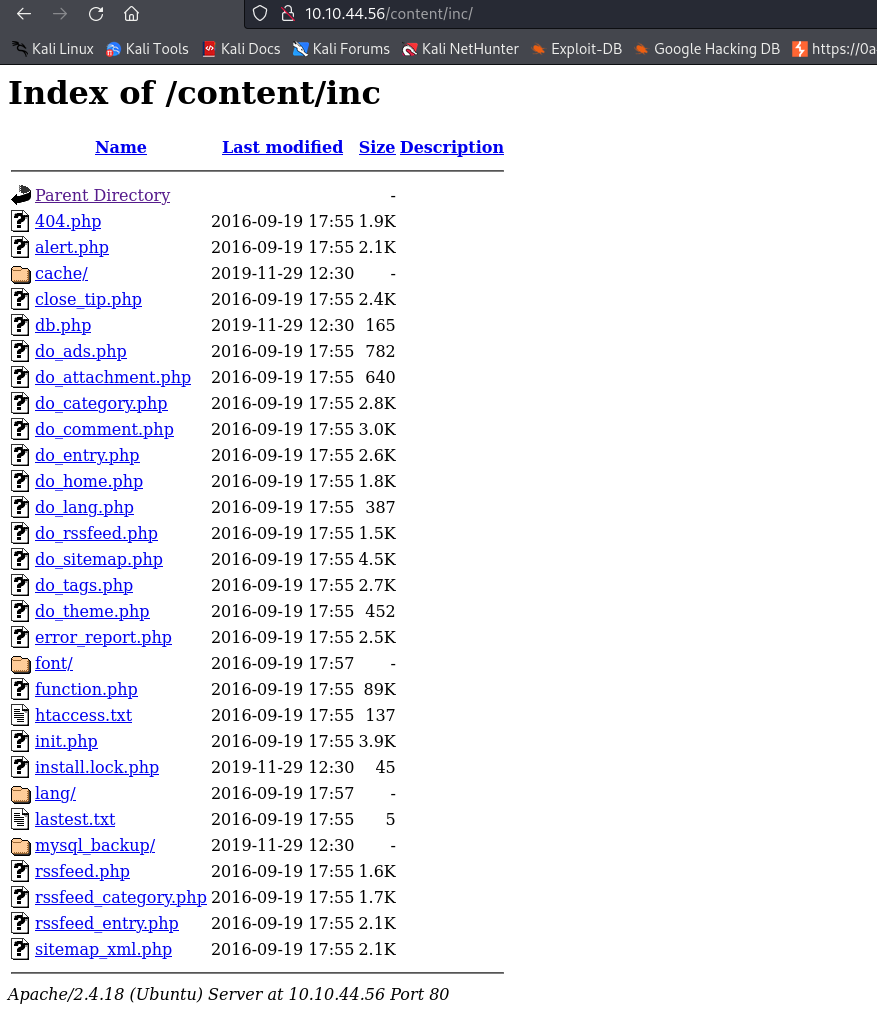 10.10.44.56/content/inc/
Kali Linux Kali Tools Kali Docs Kali Forums Kali NetHunter Exploit-DB Google Hacking DB https://0a
Index of /content/inc
Name Last modified Size Description
Parent Directory -
404.php 2016-09-19 17:55 1.9K
alert.php 2016-09-19 17:55 2.1K
cache/ 2019-11-29 12:30 -
close_tip.php 2016-09-19 17:55 2.4K
db.php 2019-11-29 12:30 165
do_ads.php 2016-09-19 17:55 782
do_attachment.php 2016-09-19 17:55 640
do_category.php 2016-09-19 17:55 2.8K
do_comment.php 2016-09-19 17:55 3.0K
do_entry.php 2016-09-19 17:55 2.6K
do_home.php 2016-09-19 17:55 1.8K
do_lang.php 2016-09-19 17:55 387
do_rssfeed.php 2016-09-19 17:55 1.5K
do_sitemap.php 2016-09-19 17:55 4.5K
do_tags.php 2016-09-19 17:55 2.7K
do_theme.php 2016-09-19 17:55 452
error_report.php 2016-09-19 17:55 2.5K
font/ 2016-09-19 17:57 -
function.php 2016-09-19 17:55 89K
htaccess.txt 2016-09-19 17:55 137
init.php 2016-09-19 17:55 3.9K
install.lock.php 2019-11-29 12:30 45
lang/ 2016-09-19 17:57 -
lastest.txt 2016-09-19 17:55 5
mysql_backup/ 2019-11-29 12:30 -
rssfeed.php 2016-09-19 17:55 1.6K
rssfeed_category.php 2016-09-19 17:55 1.7K
rssfeed_entry.php 2016-09-19 17:55 2.1K
sitemap_xml.php 2016-09-19 17:55 2.1K
Apache/2.4.18 (Ubuntu) Server at 10.10.44.56 Port 80